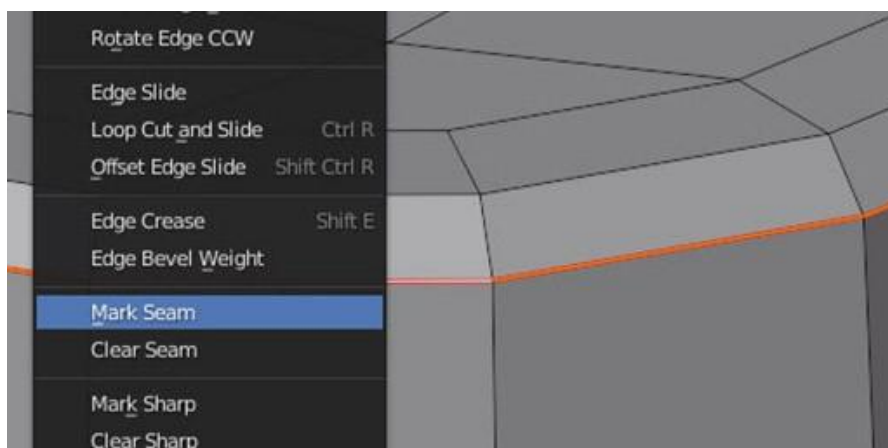 Rotate Edge CCW
Edge Slide
Loop Cut and Slide Ctrl R
Offset Edge Slide Shift Ctrl R
Edge Crease Shift E
Edge Bevel Weight
Mark Seam
Clear Seam
Mark Sharp
Clear Sharp